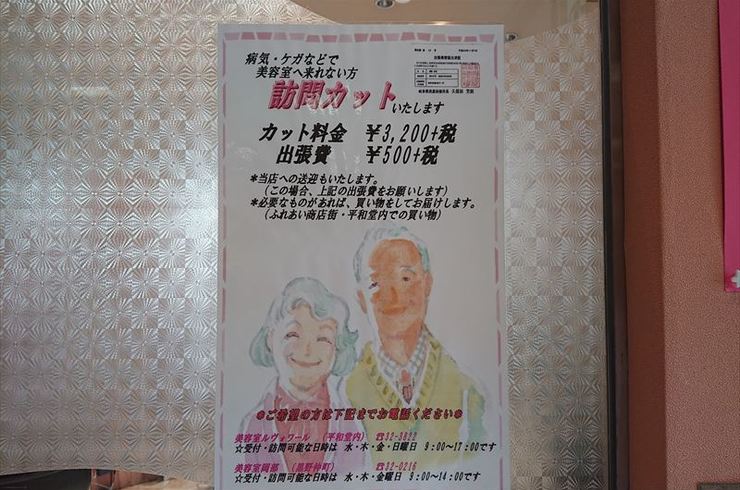 病気・ケガなどで
美容室へ来れない方
訪問カットいたします
カット料金　￥3,200+税
出張費　￥500+税
*当店への送迎もいたします。
（この場合、上記の出張費をお願いします）
*必要なものがあれば、買い物をしてお届けします。
（ふれあい商店街・平和堂内での買い物）
*ご希望の方は下記までお電話ください*
美容室ルヴォワール （平和堂内） ☎32-3822
☆受付・訪問可能な日時は 水・木・金・日曜日 9:00～17:00です
美容室岡部 ☎32-0216
☆受付・訪問可能な日時は 水・木・金曜日 9:00～14:00です